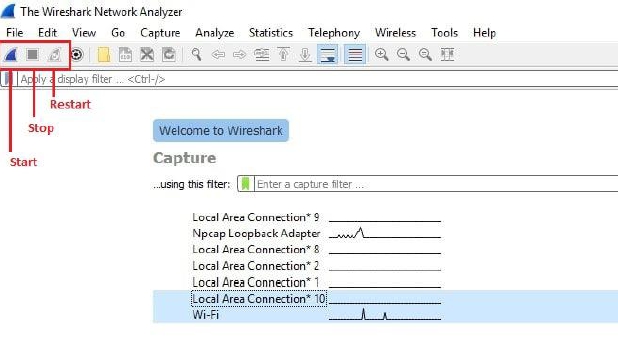 The Wireshark Network Analyzer
File Edit View Go Capture Analyze Statistics Telephony Wireless Tools Help
Apply a display filter ... <Ctrl-/>
Restart
Stop
Start
Welcome to Wireshark
Capture
...using this filter: Enter a capture filter ...
Local Area Connection* 9
Npcap Loopback Adapter
Local Area Connection* 8
Local Area Connection* 2
Local Area Connection* 1
Local Area Connection* 10
Wi-Fi